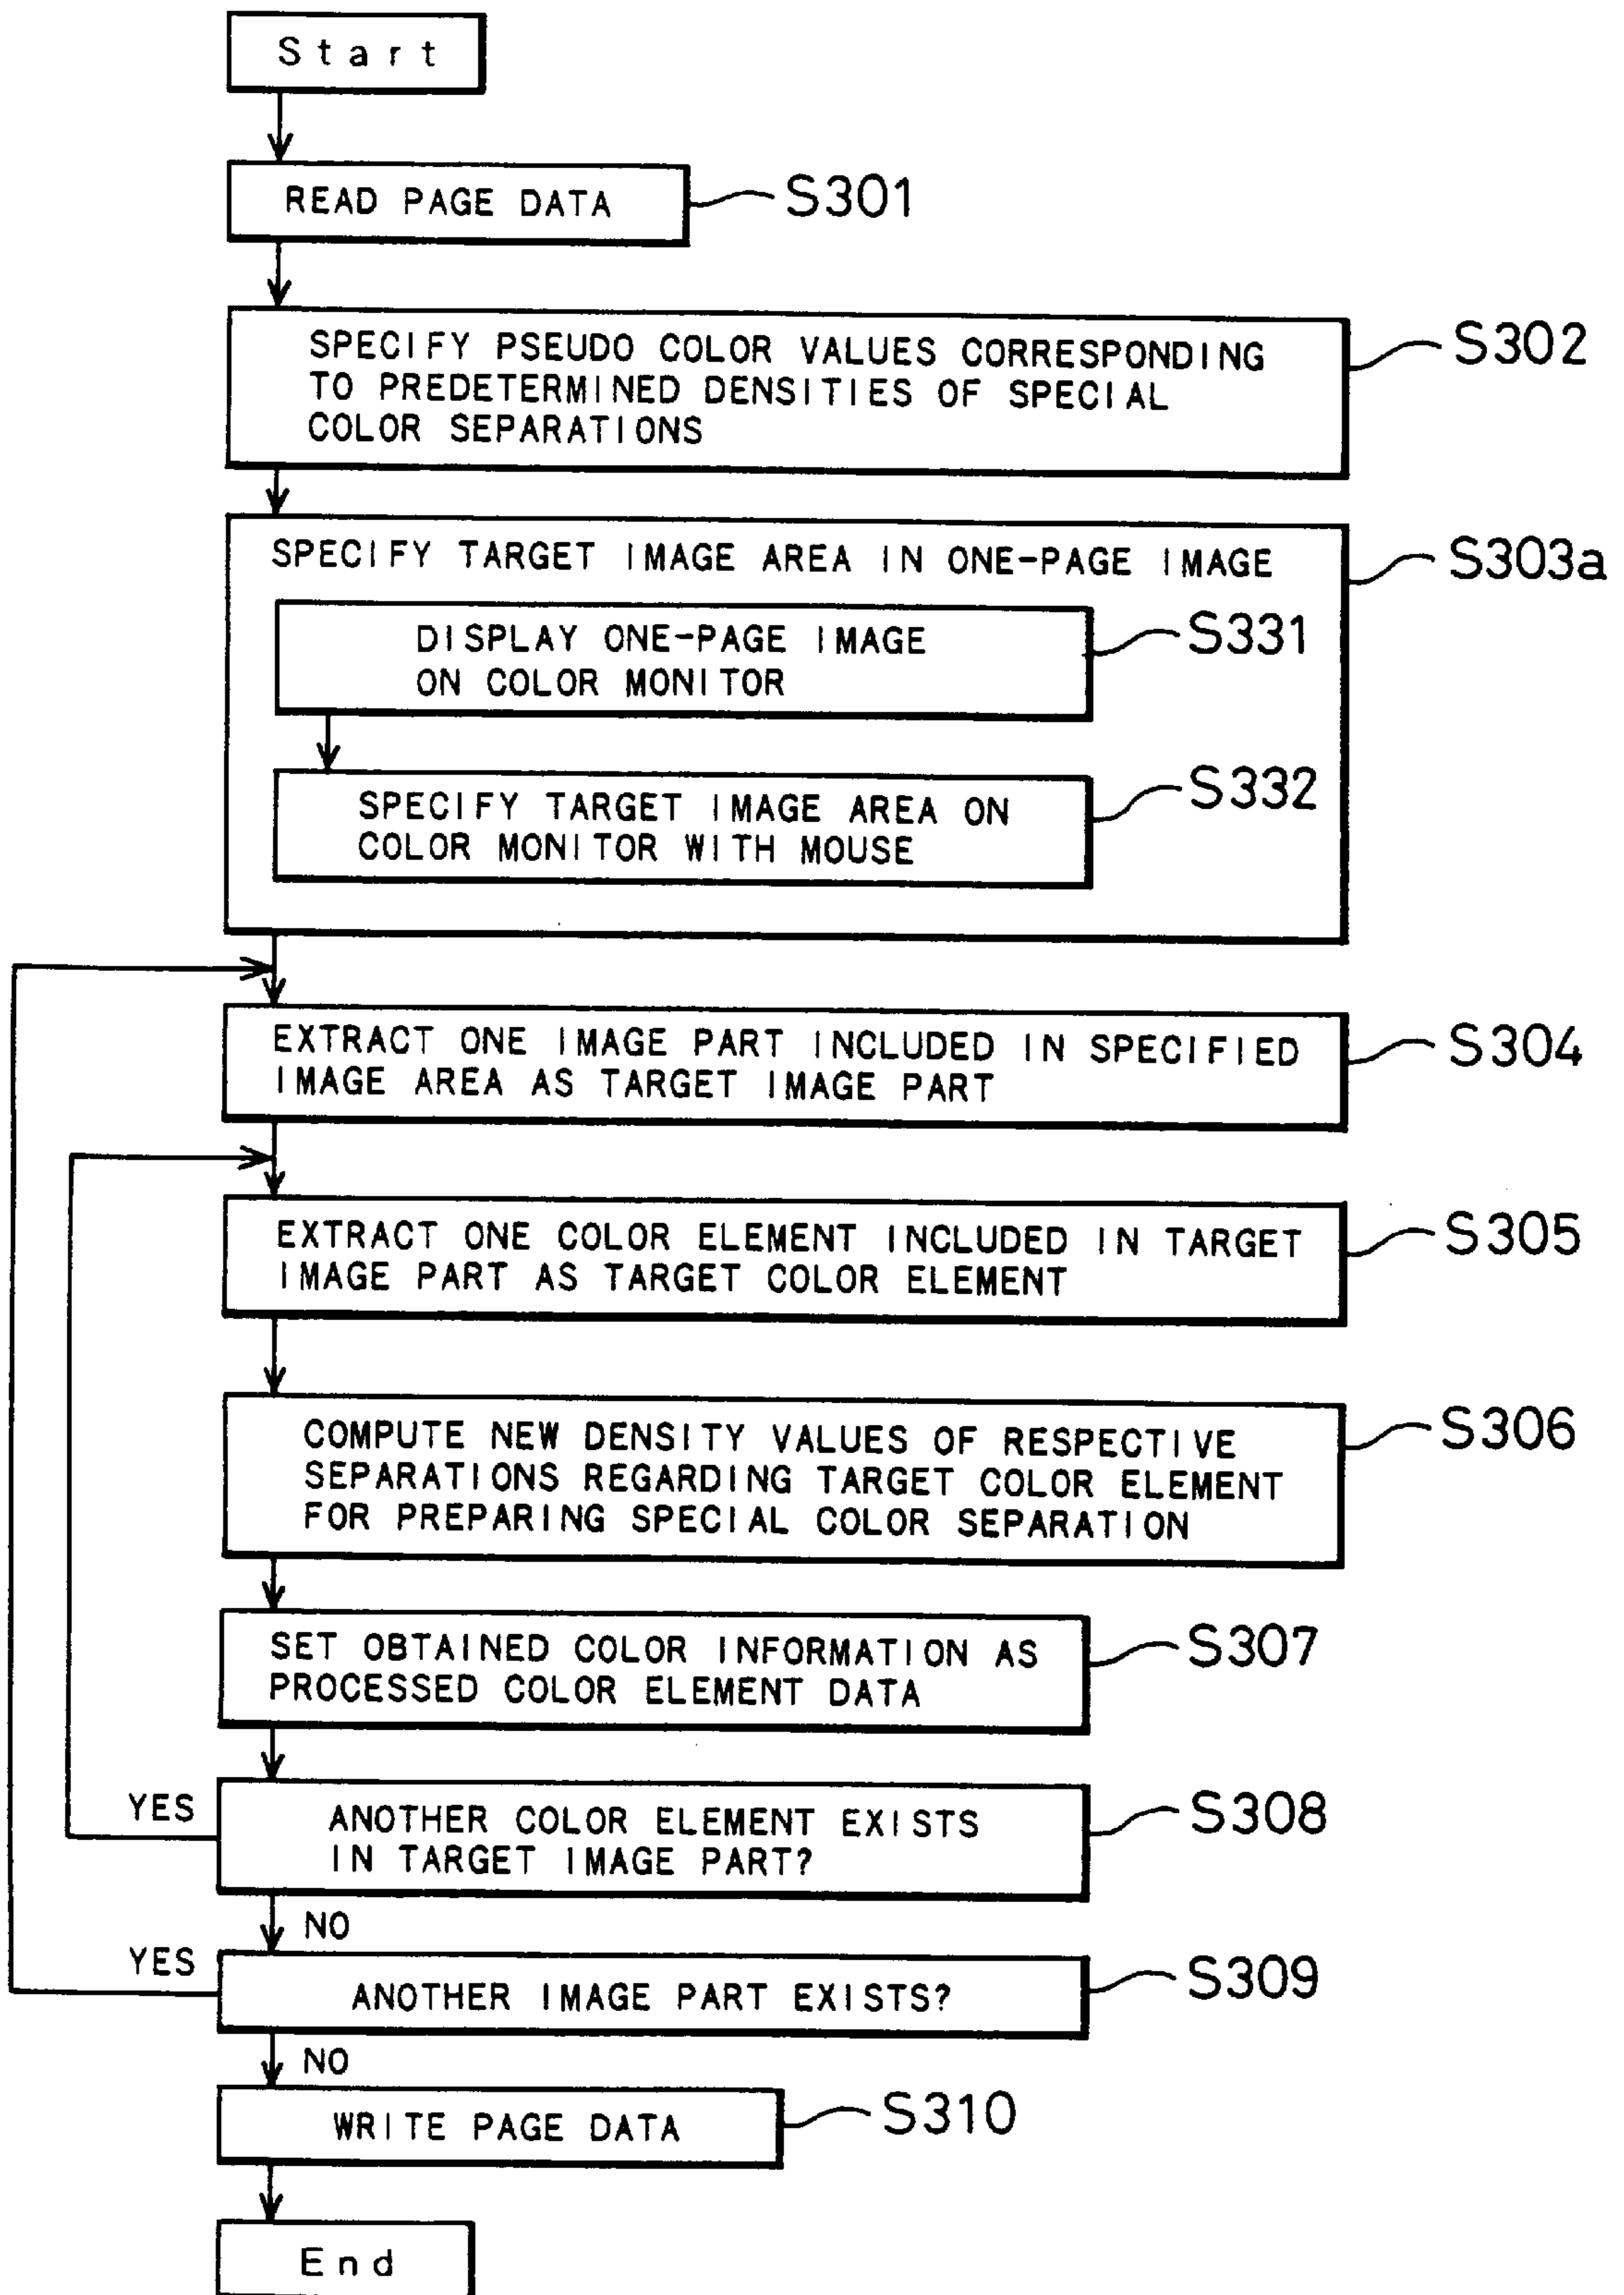 Start
READ PAGE DATA
S301
SPECIFY PSEUDO COLOR VALUES CORRESPONDING
TO PREDETERMINED DENSITIES OF SPECIAL
COLOR SEPARATIONS
S302
SPECIFY TARGET IMAGE AREA IN ONE-PAGE IMAGE
S303a
DISPLAY ONE-PAGE IMAGE
ON COLOR MONITOR
S331
SPECIFY TARGET IMAGE AREA ON
COLOR MONITOR WITH MOUSE
S332
EXTRACT ONE IMAGE PART INCLUDED IN SPECIFIED
IMAGE AREA AS TARGET IMAGE PART
S304
EXTRACT ONE COLOR ELEMENT INCLUDED IN TARGET
IMAGE PART AS TARGET COLOR ELEMENT
S305
COMPUTE NEW DENSITY VALUES OF RESPECTIVE
SEPARATIONS REGARDING TARGET COLOR ELEMENT
FOR PREPARING SPECIAL COLOR SEPARATION
S306
SET OBTAINED COLOR INFORMATION AS
PROCESSED COLOR ELEMENT DATA
S307
YES
ANOTHER COLOR ELEMENT EXISTS
IN TARGET IMAGE PART?
S308
NO
YES
ANOTHER IMAGE PART EXISTS?
S309
NO
WRITE PAGE DATA
S310
End